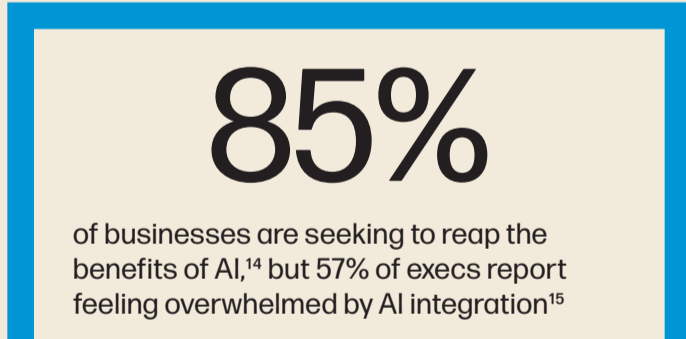 85%
of businesses are seeking to reap the
benefits of AI,¹⁴ but 57% of execs report
feeling overwhelmed by AI integration¹⁵